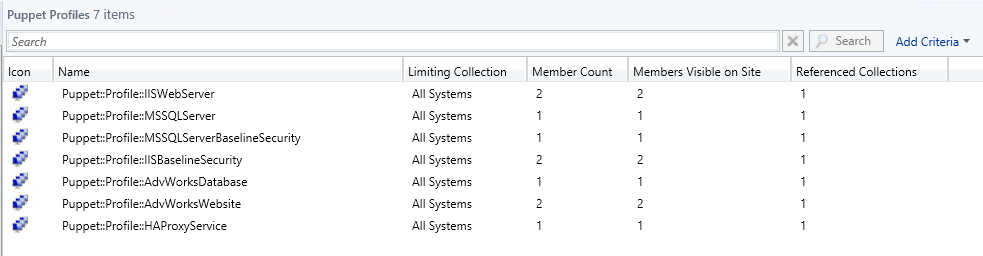 Puppet Profiles 7 items
Search Search Add Criteria
Icon Name Limiting Collection Member Count Members Visible on Site Referenced Collections
Puppet::Profile::IISWebServer All Systems 2 2 1
Puppet::Profile::MSSQLServer All Systems 1 1 1
Puppet::Profile::MSSQLServerBaselineSecurity All Systems 1 1 1
Puppet::Profile::IISBaselineSecurity All Systems 2 2 1
Puppet::Profile::AdvWorksDatabase All Systems 1 1 1
Puppet::Profile::AdvWorksWebsite All Systems 2 2 1
Puppet::Profile::HAProxyService All Systems 1 1 1